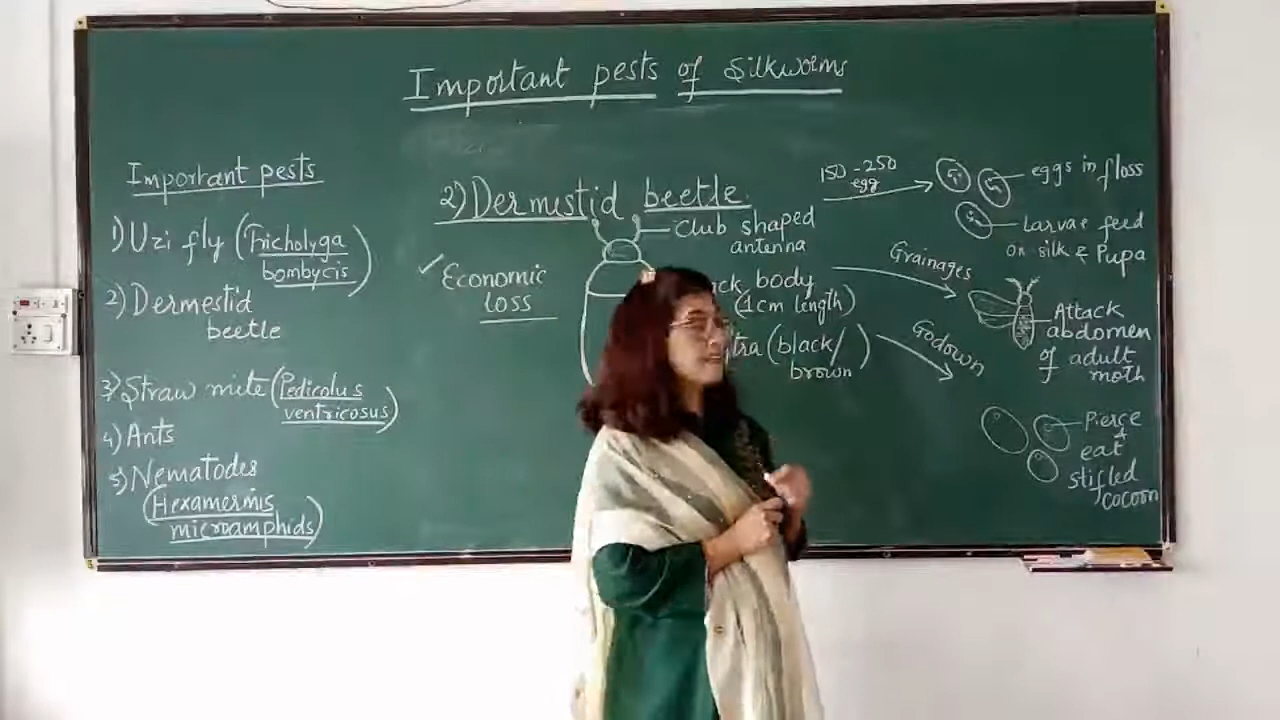 Important pests of Silkworms
Important pests
1) Uzi fly (Tricholyga
bombycis)
2) Dermestid
beetle
3) Straw mite (Pediculus
ventricosus)
4) Ants
5) Nematodes
(Hexamermis
microamphids)
2) Dermestid beetle
✓ Economic
loss
Club shaped
antenna
body
(1cm length)
(black/
brown)
150-250
egg
eggs in floss
Larvae feed
on silk & Pupa
Grainages
Attack
abdomen
of adult
moth
Godown
Pierce
&
eat
stifled
cocoon